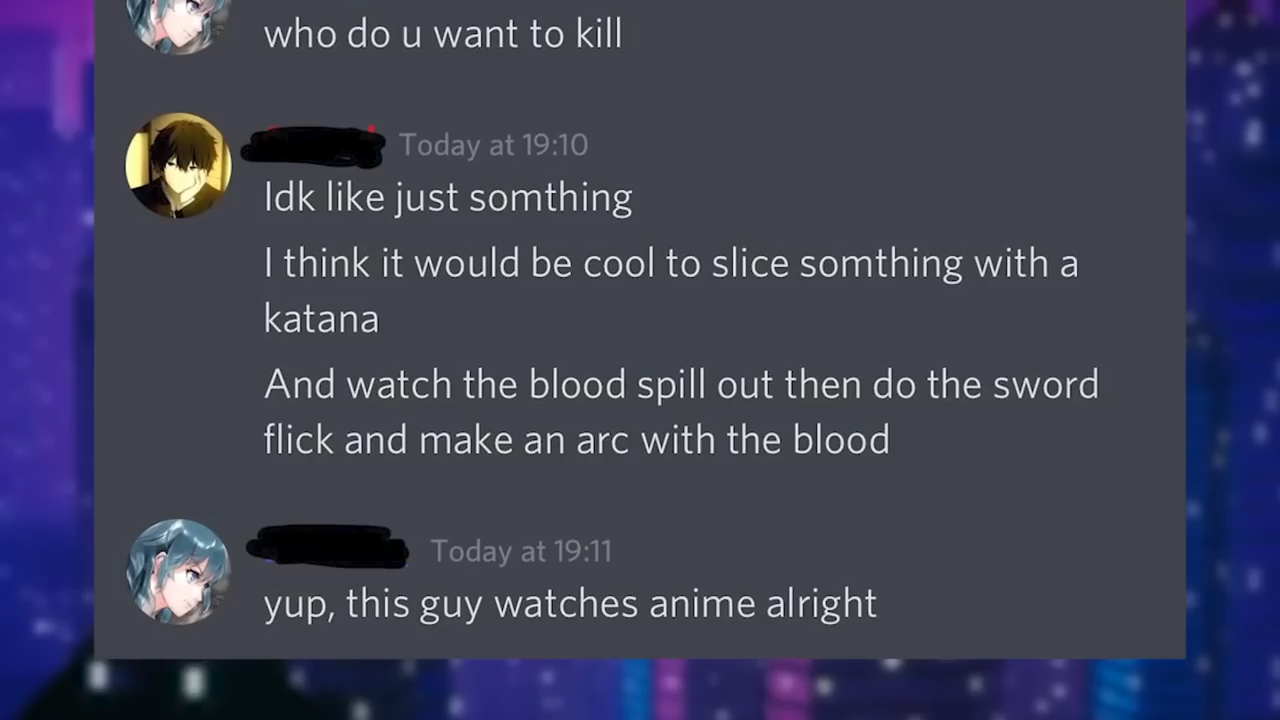 who do u want to kill
Today at 19:10
Idk like just somthing
I think it would be cool to slice somthing with a
katana
And watch the blood spill out then do the sword
flick and make an arc with the blood
Today at 19:11
yup, this guy watches anime alright